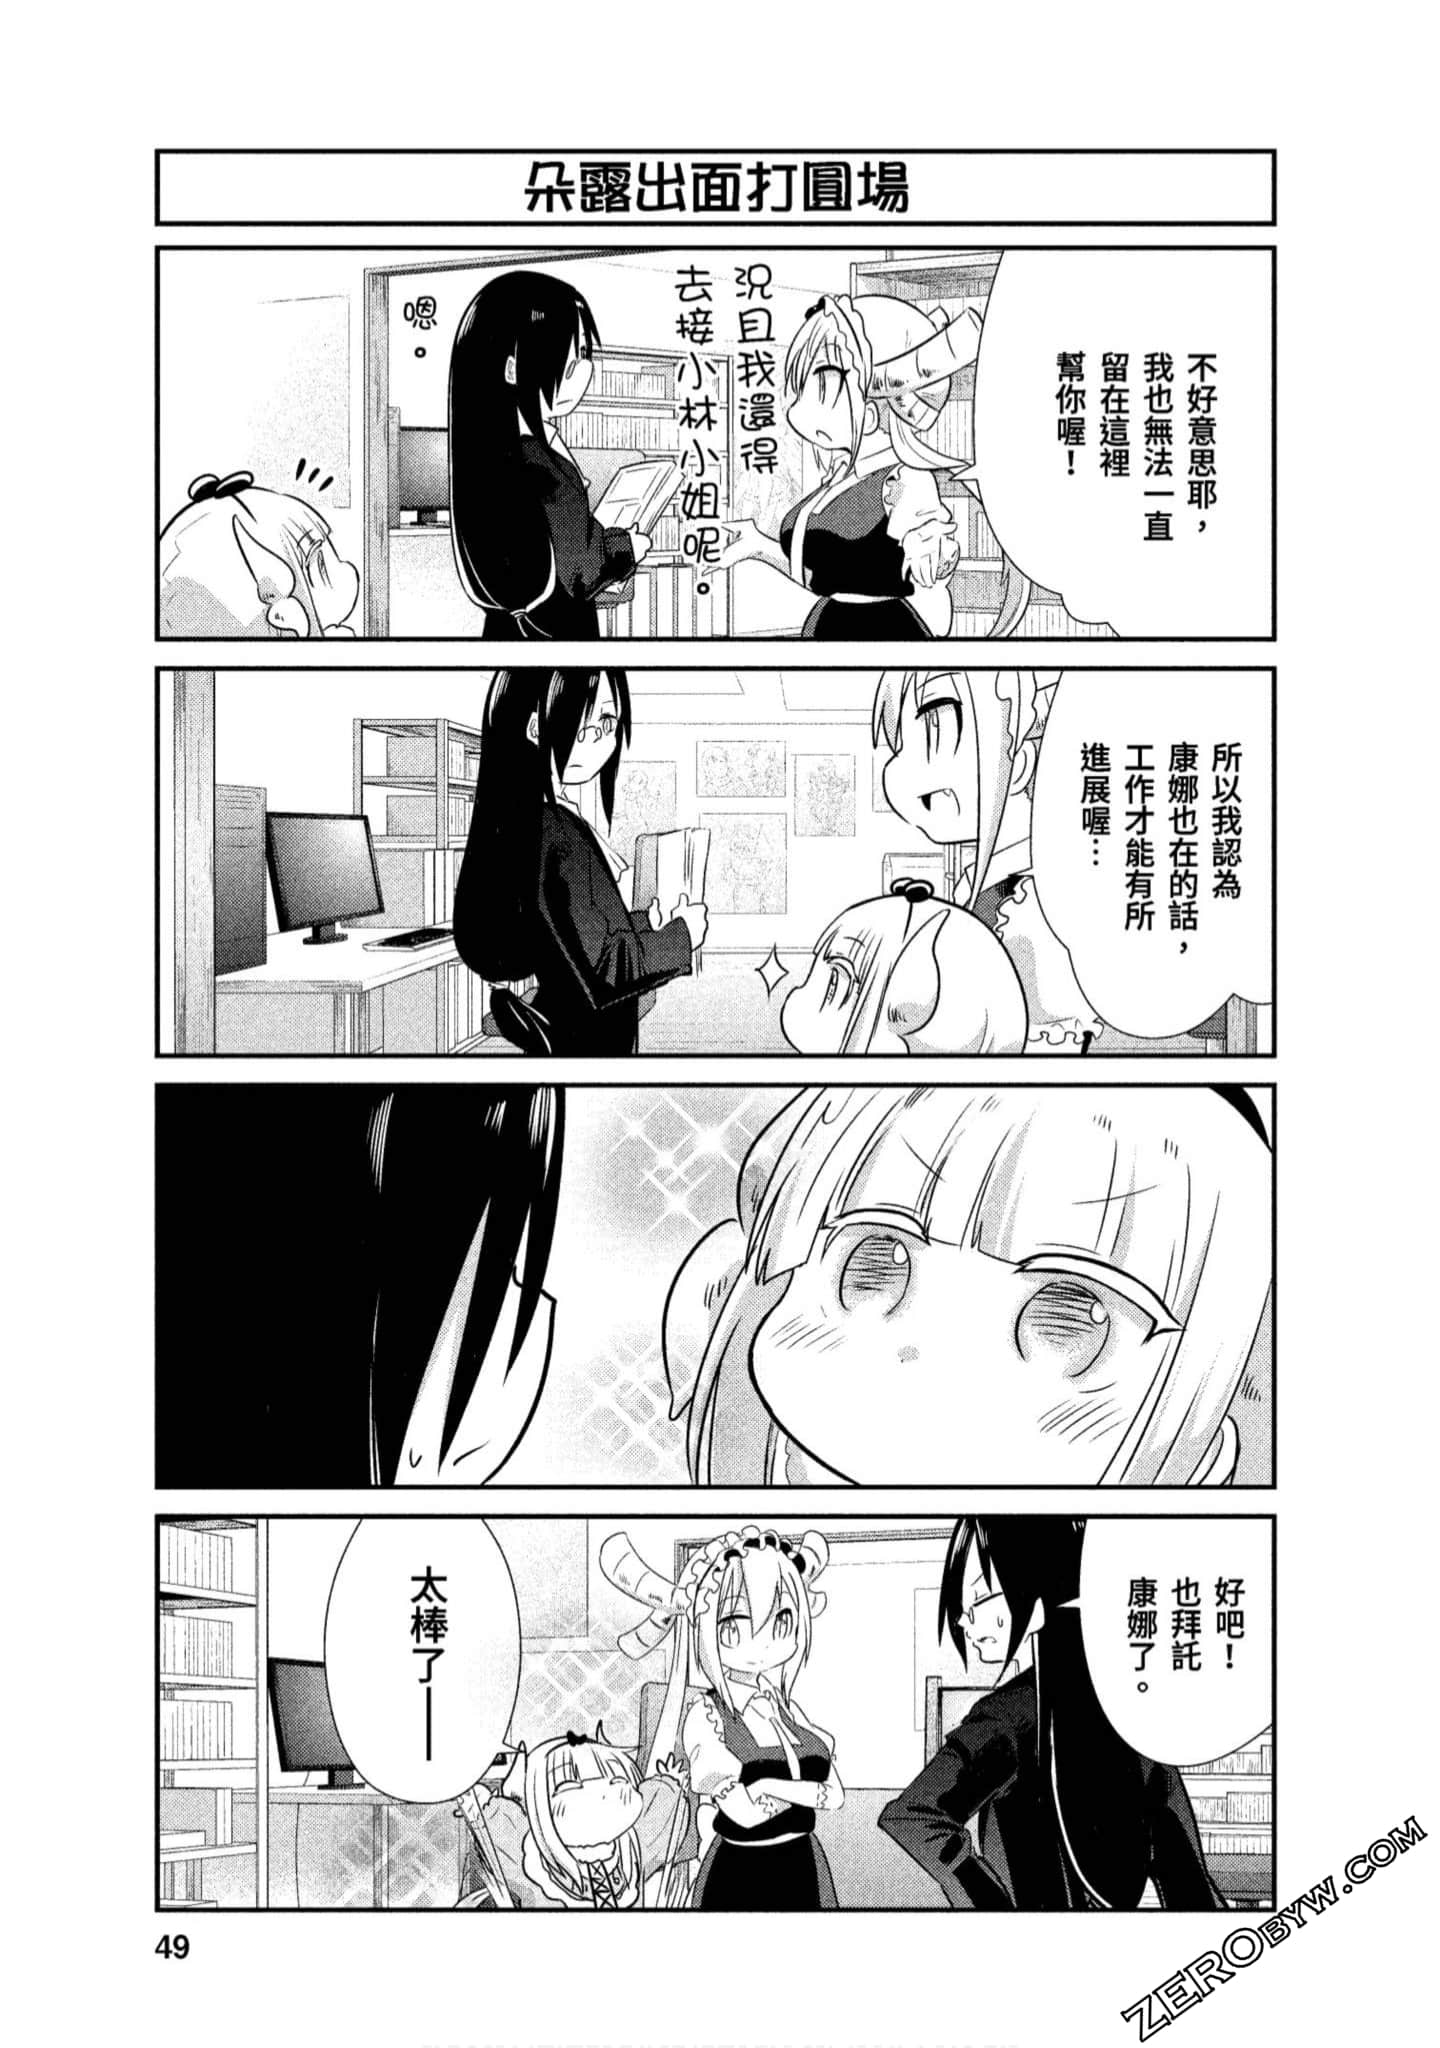 朵露出面打圓場
不好意思耶，
我也無法一直
留在這裡
幫你喔！
況且我還得
去接小林小姐呢。
嗯。
所以我認為
康娜也在的話，
工作才能有所
進展喔…
好吧！
也拜託
康娜了。
太棒了──
49
ZEROBYW.COM